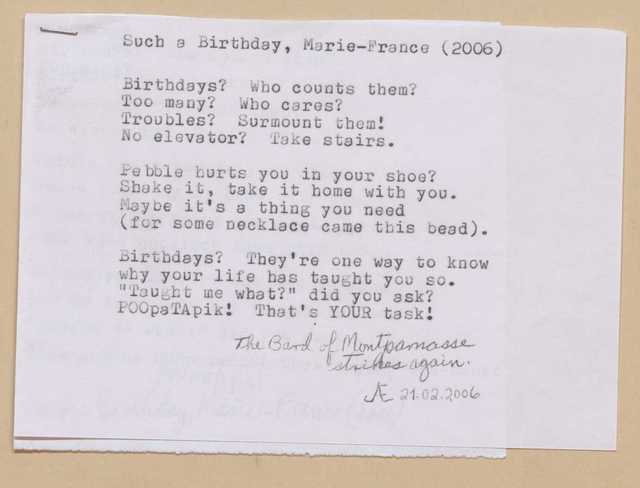 Such a Birthday, Marie-France (2006)
Birthdays? Who counts them?
Too many? Who cares?
Troubles? Surmount them!
No elevator? Take stairs.
Pebble hurts you in your shoe?
Shake it, take it home with you.
Maybe it's a thing you need
(for some necklace came this bead).
Birthdays? They're one way to know
why your life has taught you so.
"Taught me what?" did you ask?
POOpaTApik! That's YOUR task!
The Bard of Montparnasse
strikes again.
AE 21.02.2006